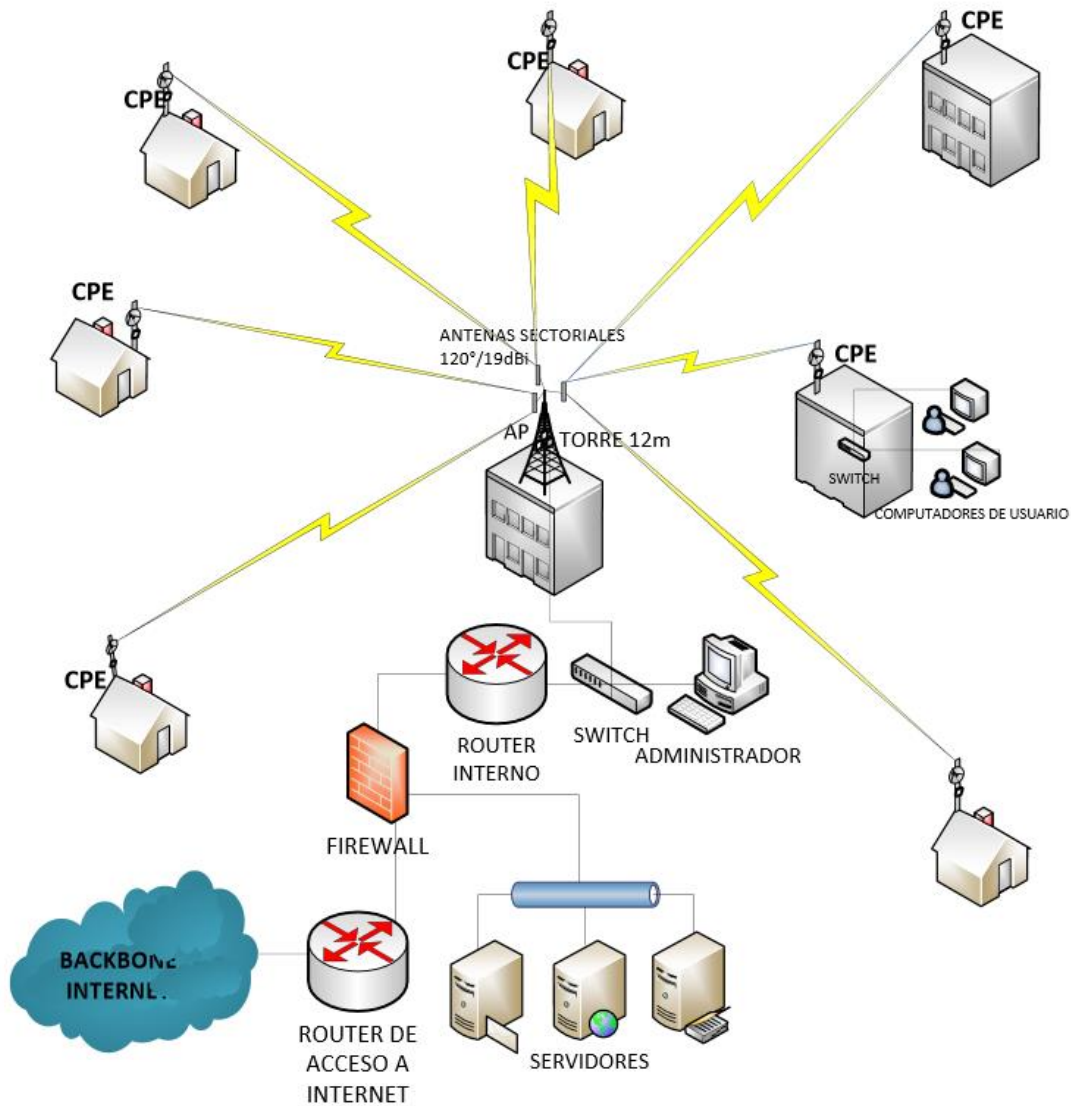 CPE
CPE
CPE
CPE
ANTENAS SECTORIALES
120°/19dBi
CPE
AP
TORRE 12m
SWITCH
COMPUTADORES DE USUARIO
CPE
ROUTER
INTERNO
SWITCH
ADMINISTRADOR
FIREWALL
BACKBONE
INTERNET
ROUTER DE
ACCESO A
INTERNET
SERVIDORES